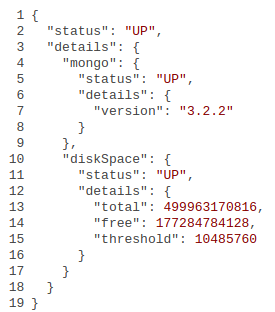 1 {
2   "status": "UP",
3   "details": {
4     "mongo": {
5       "status": "UP",
6       "details": {
7         "version": "3.2.2"
8       }
9     },
10     "diskSpace": {
11       "status": "UP",
12       "details": {
13         "total": 499963170816,
14         "free": 177284784128,
15         "threshold": 10485760
16       }
17     }
18   }
19 }